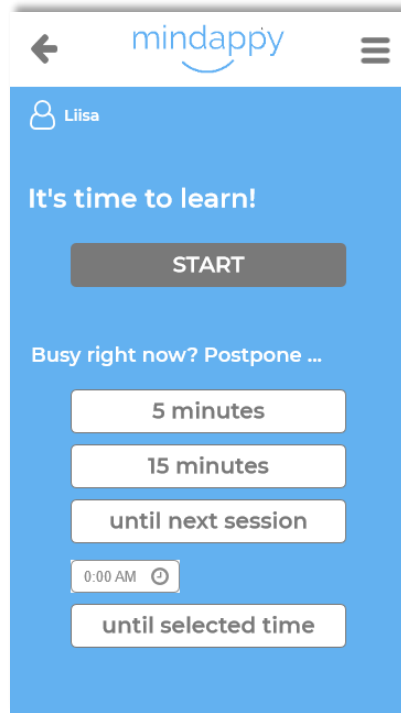 mindappy
Liisa
It's time to learn!
START
Busy right now? Postpone ...
5 minutes
15 minutes
until next session
0:00 AM
until selected time